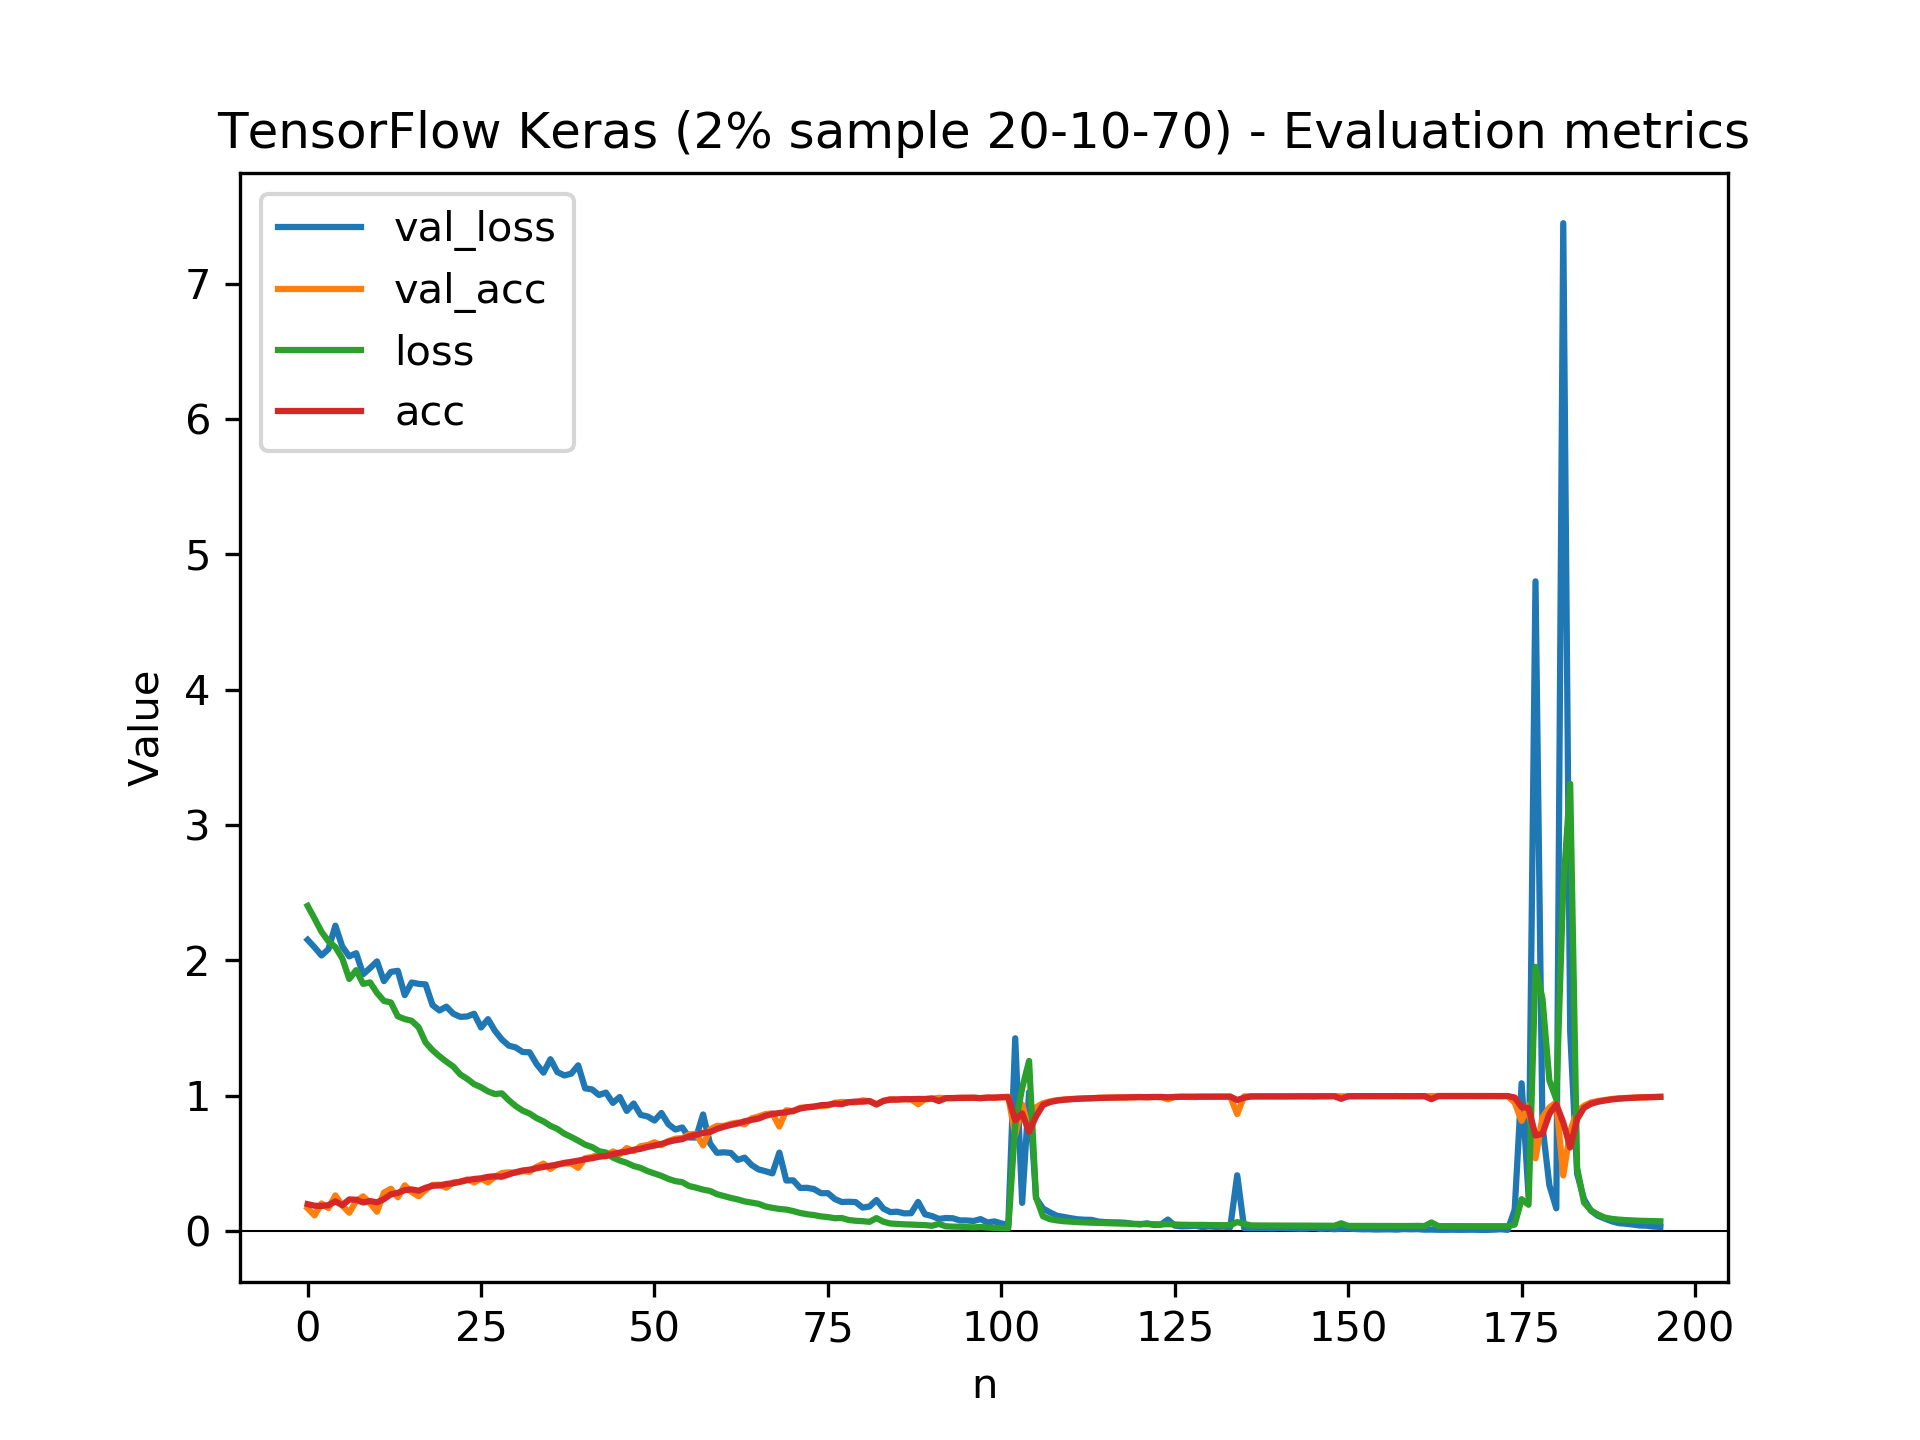 TensorFlow Keras (2% sample 20-10-70) - Evaluation metrics
val_loss
val_acc
loss
acc
Value
7
6
5
4
3
2
1
0
0 25 50 75 100 125 150 175 200
n